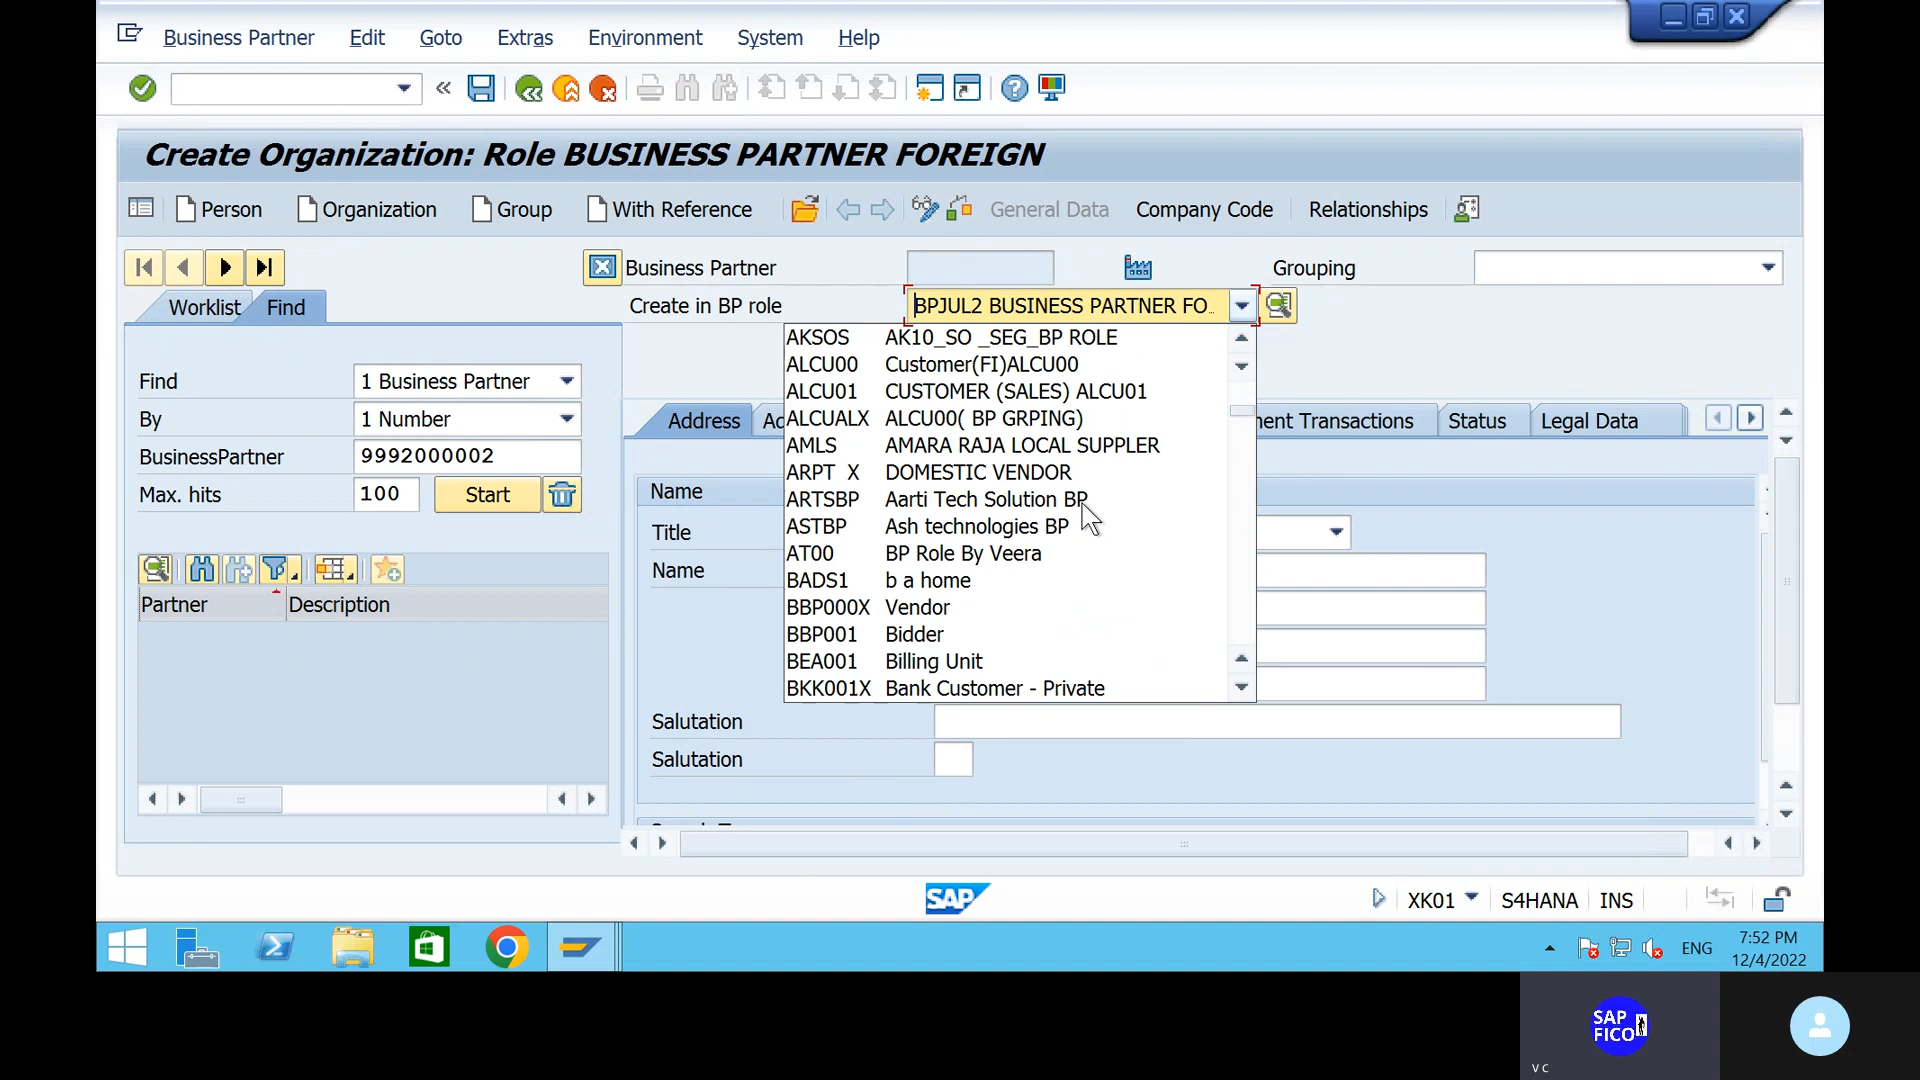 Business Partner Edit Goto Extras Environment System Help
Create Organization: Role BUSINESS PARTNER FOREIGN
Person Organization Group With Reference General Data Company Code Relationships
Business Partner Grouping
Worklist Find
Create in BP role BPJUL2 BUSINESS PARTNER FO..
AKSOS AK10_SO _SEG_BP ROLE
ALCU00 Customer(FI)ALCU00
ALCU01 CUSTOMER (SALES) ALCU01
ALCUALX ALCU00( BP GRPING)
AMLS AMARA RAJA LOCAL SUPPLER
ARPT X DOMESTIC VENDOR
ARTSBP Aarti Tech Solution BP
ASTBP Ash technologies BP
AT00 BP Role By Veera
BADS1 b a home
BBP000X Vendor
BBP001 Bidder
BEA001 Billing Unit
BKK001X Bank Customer - Private
Find 1 Business Partner
By 1 Number
BusinessPartner 9992000002
Max. hits 100 Start
Partner Description
Address Ad ment Transactions Status Legal Data
Name
Title
Name
Salutation
Salutation
SAP XK01 S4HANA INS
ENG 7:52 PM
12/4/2022
SAP
FICO
v c